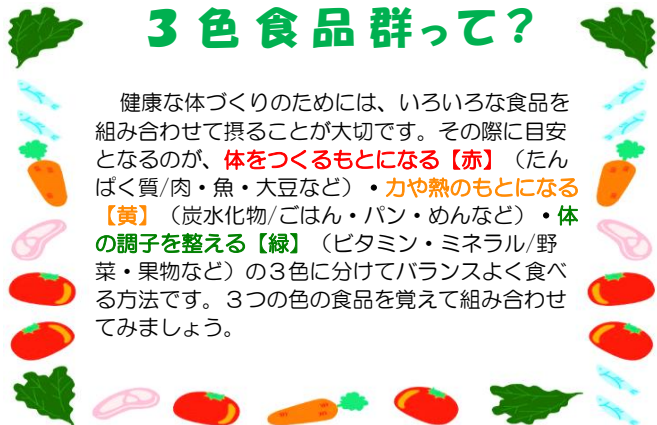 ３色食品群って？
　健康な体づくりのためには、いろいろな食品を
組み合わせて摂ることが大切です。その際に目安
となるのが、体をつくるもとになる【赤】（たん
ぱく質/肉・魚・大豆など）・力や熱のもとになる
【黄】（炭水化物/ごはん・パン・めんなど）・体
の調子を整える【緑】（ビタミン・ミネラル/野
菜・果物など）の３色に分けてバランスよく食べ
る方法です。３つの色の食品を覚えて組み合わせ
てみましょう。